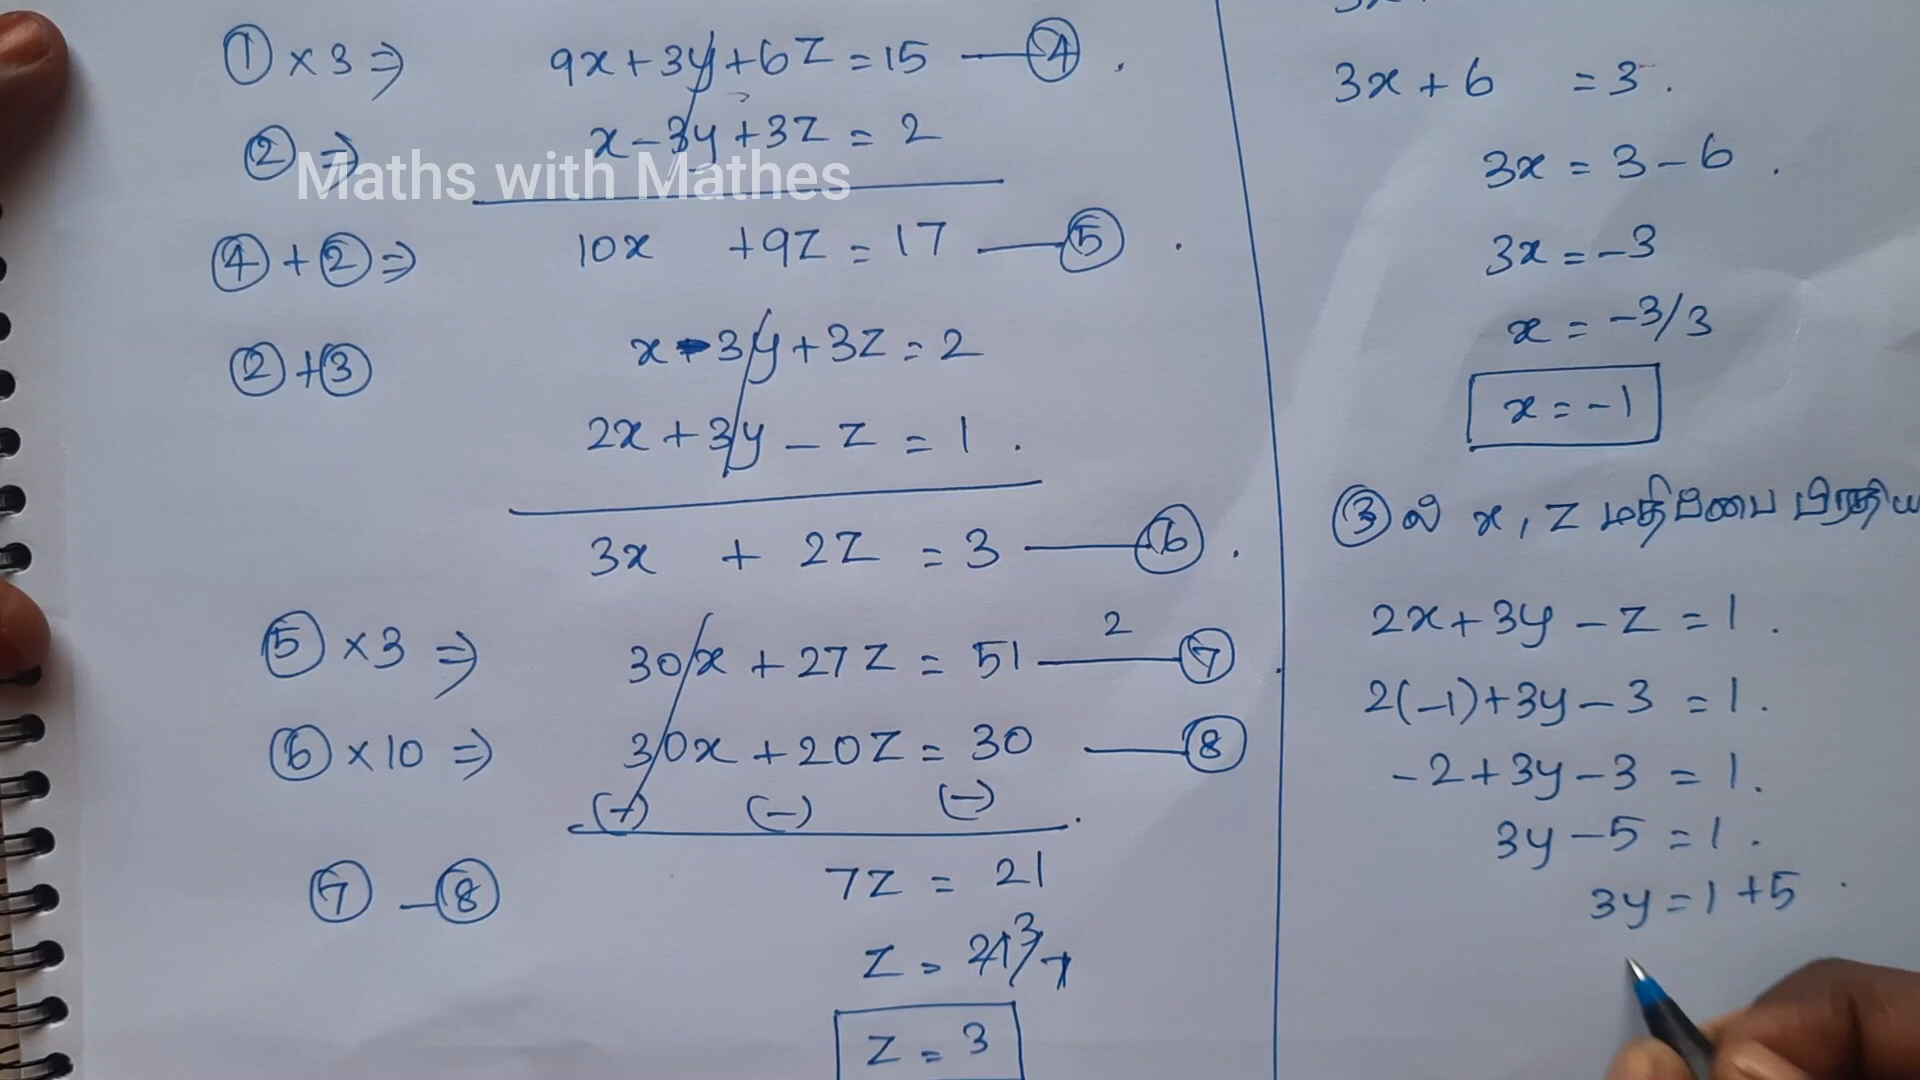 ① × 3 ⇒ 9x + 3y + 6z = 15 — ④
② ⇒ x - 3y + 3z = 2
Maths with Mathes
④ + ② ⇒ 10x + 9z = 17 — ⑤
② + ③ x - 3y + 3z = 2
2x + 3y - z = 1
3x + 2z = 3 — ⑥
⑤ × 3 ⇒ 30x + 27z = 51 — ⑦
2
⑥ × 10 ⇒ 30x + 20z = 30 — ⑧
(-) (-) (-)
⑦ - ⑧ 7z = 21
z = 21/7 3
z = 3
3x + 6 = 3
3x = 3 - 6
3x = -3
x = -3/3
x = -1
③ ல் x, z மதிப்பை
2x + 3y - z = 1
2(-1) + 3y - 3 = 1
-2 + 3y - 3 = 1
3y - 5 = 1
3y = 1 + 5